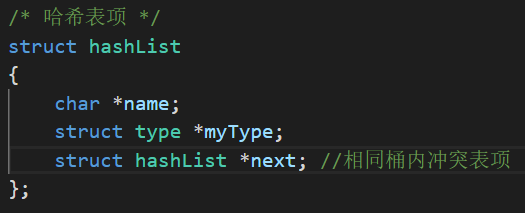 /* 哈希表项 */
struct hashList
{
    char *name;
    struct type *myType;
    struct hashList *next; //相同桶内冲突表项
};